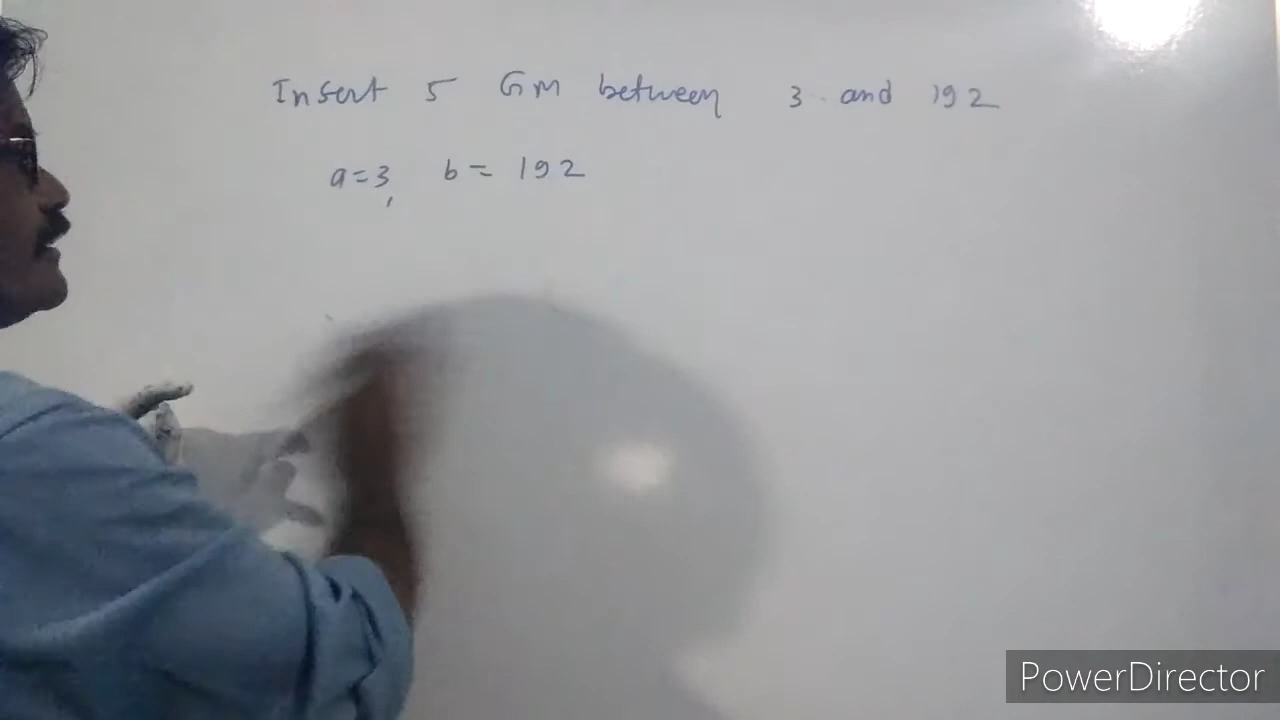 Insert 5 GM between 3 and 192
a=3, b= 192
PowerDirector